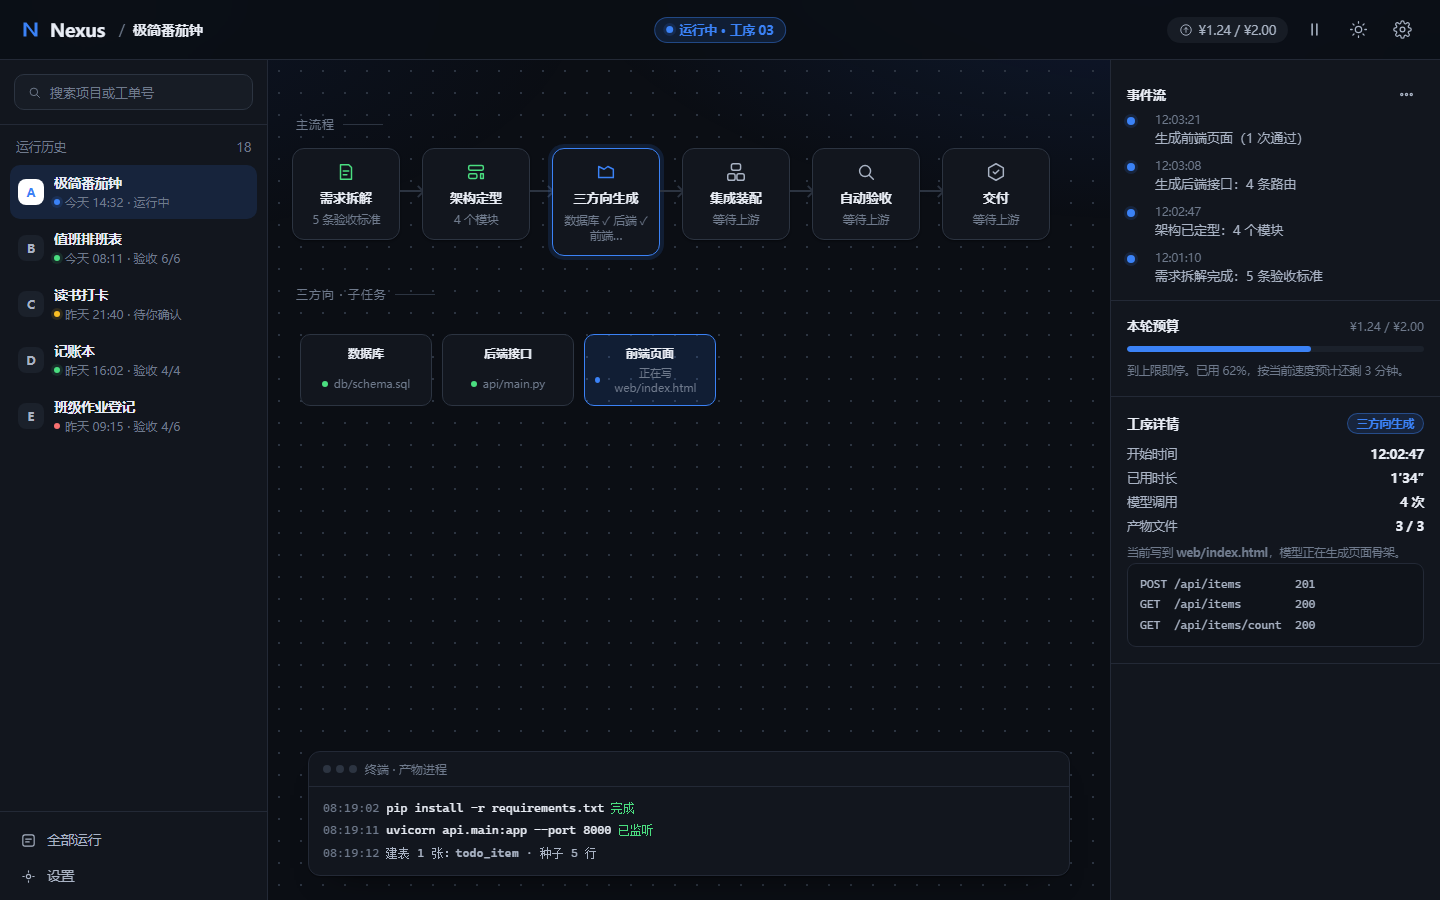 Nexus / 极简番茄钟
运行中 • 工序 03
¥1.24 / ¥2.00
搜索项目或工单号
运行历史 18
A 极简番茄钟
今天 14:32 · 运行中
B 值班排班表
今天 08:11 · 验收 6/6
C 读书打卡
昨天 21:40 · 待你确认
D 记账本
昨天 16:02 · 验收 4/4
E 班级作业登记
昨天 09:15 · 验收 4/6
全部运行
设置
主流程
需求拆解
5 条验收标准
架构定型
4 个模块
三方向生成
数据库 ✓ 后端 ✓
前端...
集成装配
等待上游
自动验收
等待上游
交付
等待上游
三方向 · 子任务
数据库
db/schema.sql
后端接口
api/main.py
前端页面
正在写
web/index.html
终端 · 产物进程
08:19:02 pip install -r requirements.txt 完成
08:19:11 uvicorn api.main:app --port 8000 已监听
08:19:12 建表 1 张: todo_item · 种子 5 行
事件流
12:03:21
生成前端页面（1 次通过）
12:03:08
生成后端接口：4 条路由
12:02:47
架构已定型：4 个模块
12:01:10
需求拆解完成：5 条验收标准
本轮预算 ¥1.24 / ¥2.00
到上限即停。已用 62%，按当前速度预计还剩 3 分钟。
工序详情 三方向生成
开始时间 12:02:47
已用时长 1′34″
模型调用 4 次
产物文件 3 / 3
当前写到 web/index.html，模型正在生成页面骨架。
POST /api/items 201
GET /api/items 200
GET /api/items/count 200